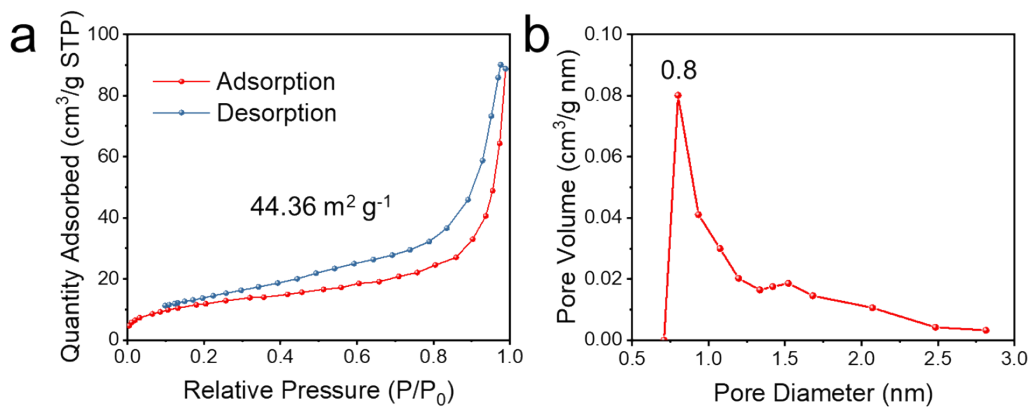 a
Quantity Adsorbed (cm³/g STP)
100
80
60
40
20
0
Adsorption
Desorption
44.36 m² g⁻¹
0.0
0.2
0.4
0.6
0.8
1.0
Relative Pressure (P/P₀)
b
Pore Volume (cm³/g nm)
0.10
0.08
0.06
0.04
0.02
0.00
0.8
0.5
1.0
1.5
2.0
2.5
3.0
Pore Diameter (nm)